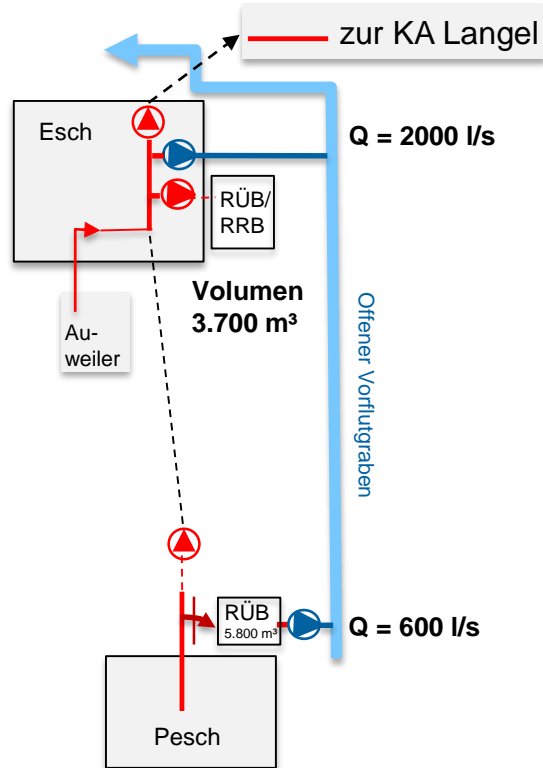 zur KA Langel
Esch
Q = 2000 l/s
RÜB/
RRB
Volumen
3.700 m³
Au-
weiler
Offener Vorflutgraben
RÜB
5.800 m³
Q = 600 l/s
Pesch